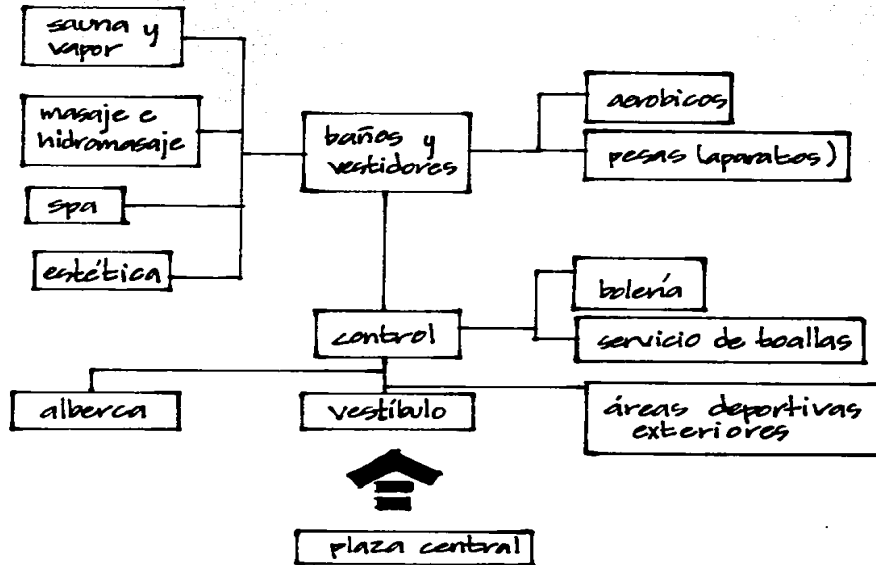 sauna y
vapor
masaje e
hidromasaje
spa
estética
baños y
vestidores
aerobicos
pesas (aparatos)
control
bolería
servicio de toallas
alberca
vestíbulo
áreas deportivas
exteriores
plaza central